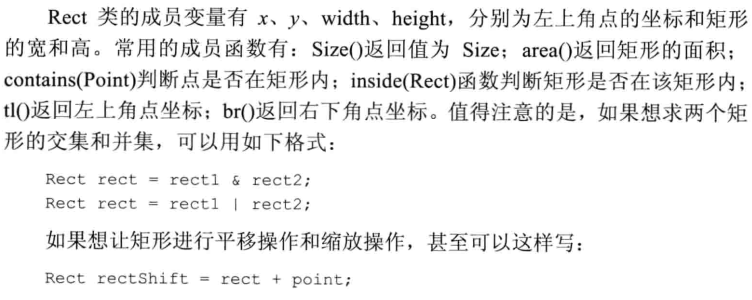 Rect 类的成员变量有 x、y、width、height，分别为左上角点的坐标和矩形
的宽和高。常用的成员函数有：Size()返回值为 Size；area()返回矩形的面积；
contains(Point)判断点是否在矩形内；inside(Rect)函数判断矩形是否在该矩形内；
tl()返回左上角点坐标；br()返回右下角点坐标。值得注意的是，如果想求两个矩
形的交集和并集，可以用如下格式：
Rect rect = rect1 & rect2;
Rect rect = rect1 | rect2;
如果想让矩形进行平移操作和缩放操作，甚至可以这样写：
Rect rectShift = rect + point;